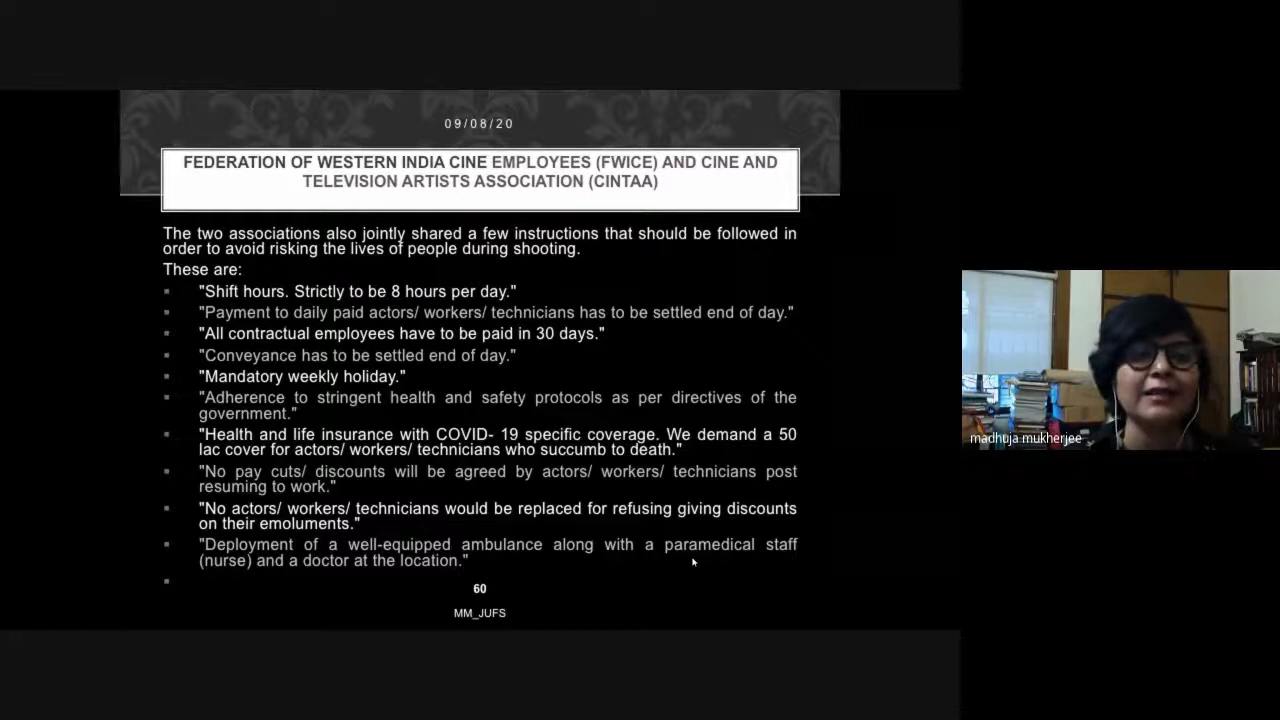 09/08/20
FEDERATION OF WESTERN INDIA CINE EMPLOYEES (FWICE) AND CINE AND
TELEVISION ARTISTS ASSOCIATION (CINTAA)
The two associations also jointly shared a few instructions that should be followed in
order to avoid risking the lives of people during shooting.
These are:
"Shift hours. Strictly to be 8 hours per day."
"Payment to daily paid actors/ workers/ technicians has to be settled end of day."
"All contractual employees have to be paid in 30 days."
"Conveyance has to be settled end of day."
"Mandatory weekly holiday."
"Adherence to stringent health and safety protocols as per directives of the
government."
"Health and life insurance with COVID- 19 specific coverage. We demand a 50
lac cover for actors/ workers/ technicians who succumb to death."
"No pay cuts/ discounts will be agreed by actors/ workers/ technicians post
resuming to work."
"No actors/ workers/ technicians would be replaced for refusing giving discounts
on their emoluments."
"Deployment of a well-equipped ambulance along with a paramedical staff
(nurse) and a doctor at the location."
60
MM_JUFS
madhuja mukherjee